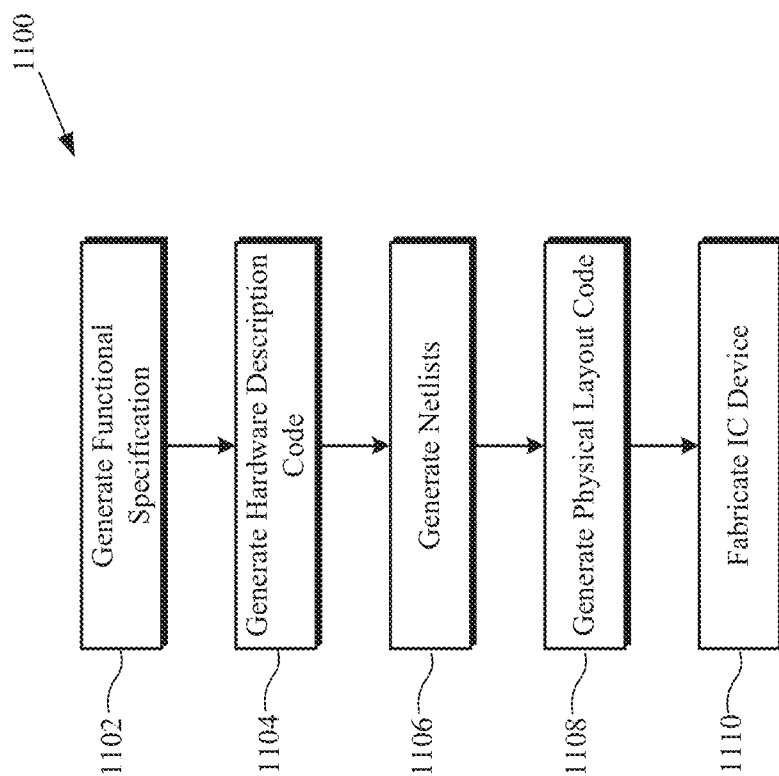 1100
1102
Generate Functional
Specification
1104
Generate Hardware Description
Code
1106
Generate Netlists
1108
Generate Physical Layout Code
1110
Fabricate IC Device